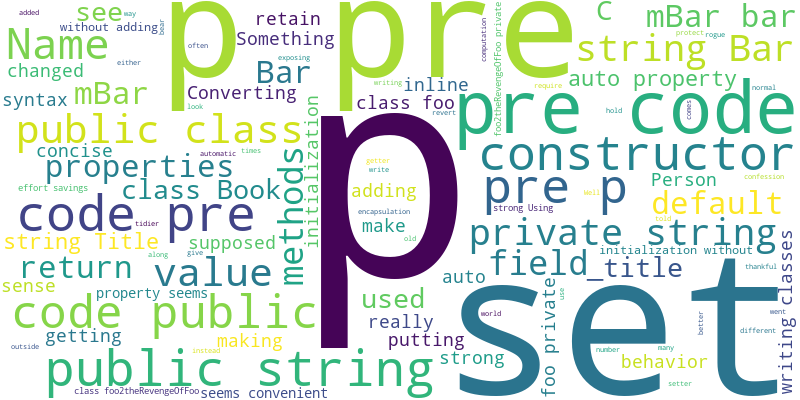 see
without adding
way
added
Name
changed
syntax
mBar
bear
p
pre
retain
Something
often
exposing
Bar
Converting
look
C
mBar bar
protect
rogue
string Bar
auto property
computation
foo2theRevengeOfFoo private
either
writing
inline
class foo
revert
require
hold
comes
normal
pre code
public class
concise
properties
automatic
times
effort savings
class Book
initialization
methods
p
getter
write
adding
encapsulation
make
old
constructor
pre p
Person
Well
confession
strong Using
default
told
code pre
tidier
string Title
supposed
along
give
private string
initialization without
return
value
sense
property seems
field
_title
thankful
world
auto
use
code public
used
really
putting
getting
making
outside
instead
strong
set
foo private
better
different
went
number
many
behavior
setter
writing classes
public string
class foo2theRevengeOfFoo
seems convenient